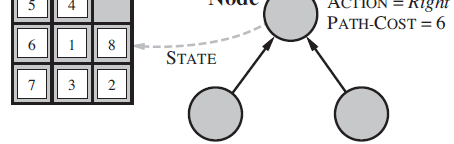 5 4
Node
ACTION = Right
PATH-COST = 6
6 1 8
STATE
7 3 2